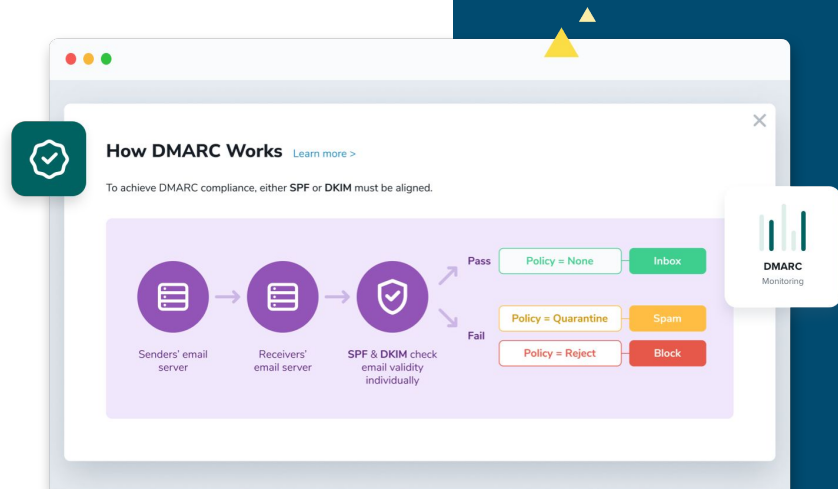 How DMARC Works Learn more >
To achieve DMARC compliance, either SPF or DKIM must be aligned.
Senders' email
server
Receivers'
email server
SPF & DKIM check
email validity
individually
Pass
Policy = None
Inbox
Fail
Policy = Quarantine
Spam
Policy = Reject
Block
DMARC
Monitoring